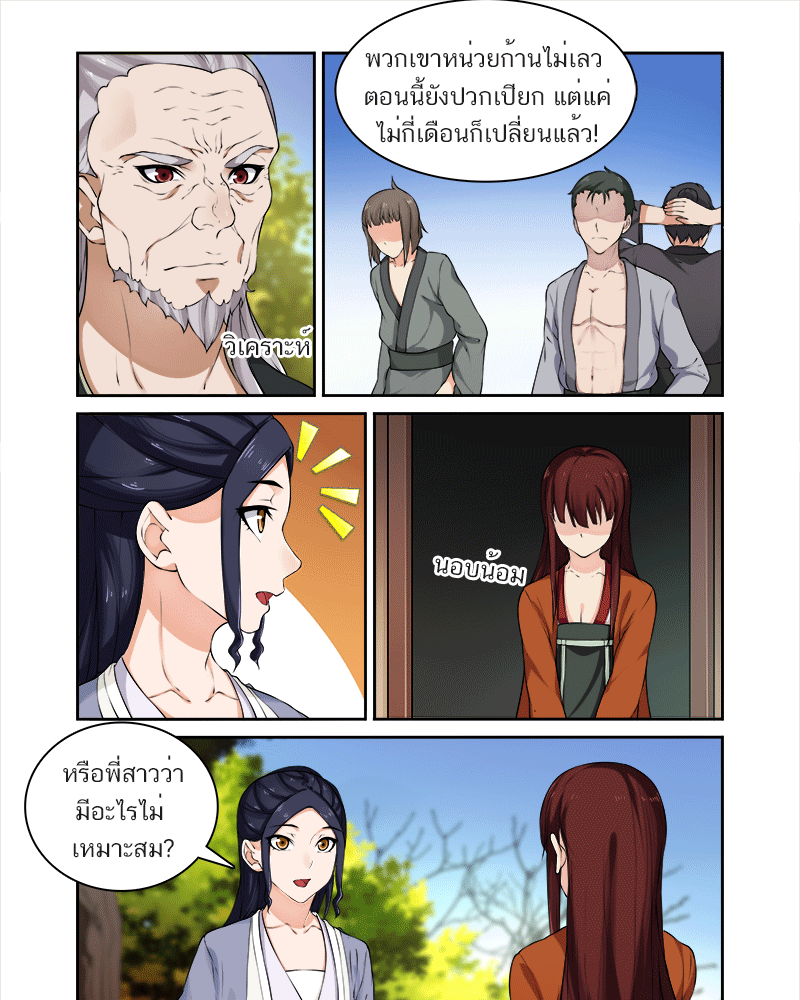 พวกเขาหน่วยก้านไม่เลว
ตอนนี้ยังปวกเปียก แต่แค่
ไม่กี่เดือนก็เปลี่ยนแล้ว!
วิเคราะห์
นอบน้อม
หรือพี่สาวว่า
มีอะไรไม่
เหมาะสม?